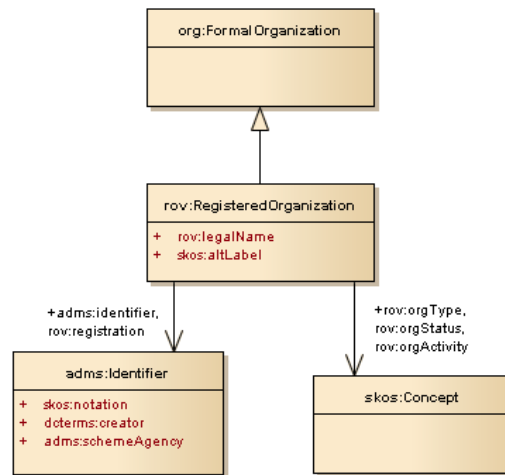 org:FormalOrganization
rov:RegisteredOrganization
+ rov:legalName
+ skos:altLabel
+adms:identifier,
rov:registration
+rov:orgType,
rov:orgStatus,
rov:orgActivity
adms:Identifier
+ skos:notation
+ dcterms:creator
+ adms:schemeAgency
skos:Concept